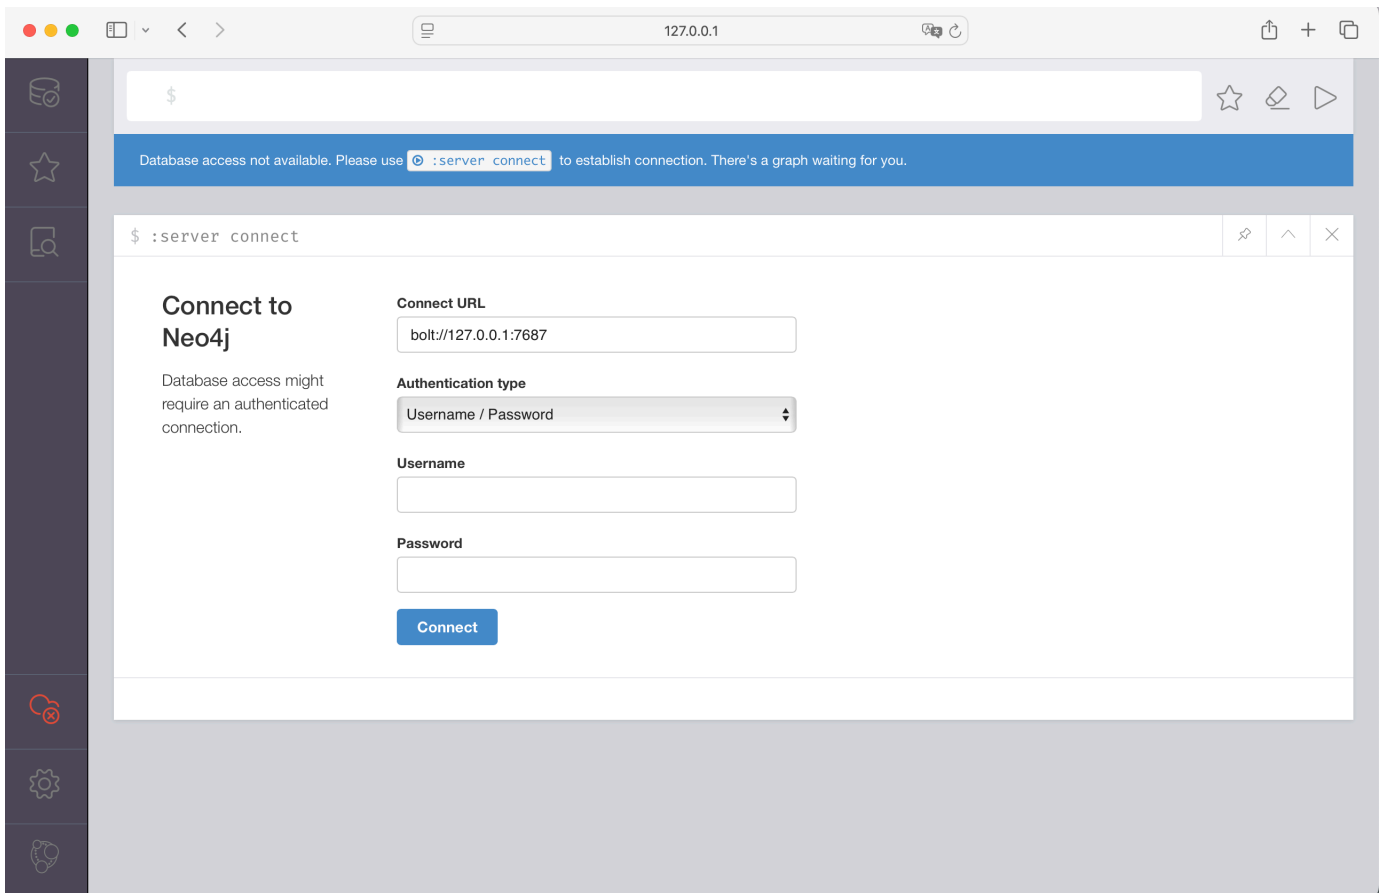 127.0.0.1
$
Database access not available. Please use :server connect to establish connection. There's a graph waiting for you.
$ :server connect
Connect to
Neo4j
Database access might
require an authenticated
connection.
Connect URL
bolt://127.0.0.1:7687
Authentication type
Username / Password
Username
Password
Connect